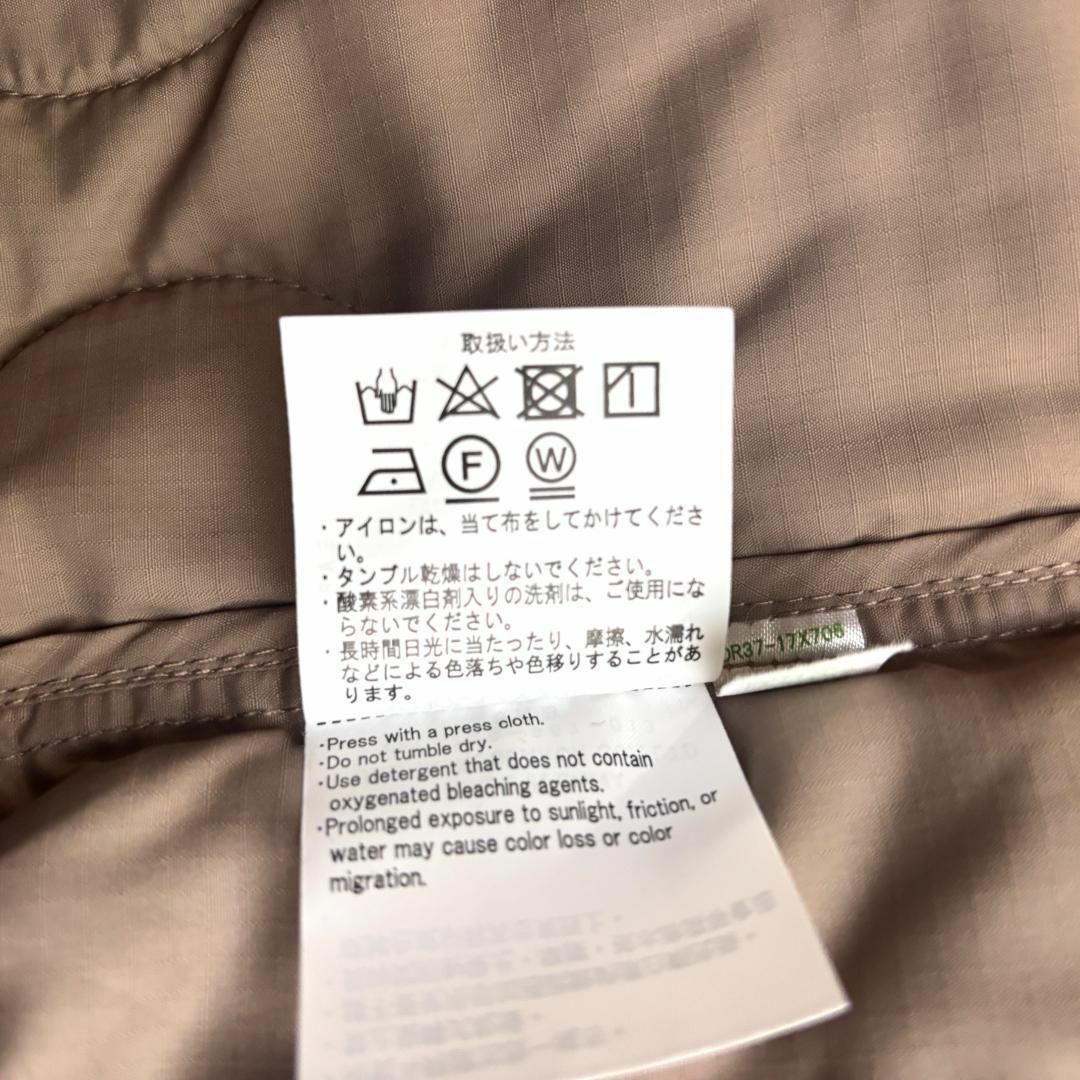 取扱い方法
F W
・アイロンは、当て布をしてかけてくださ
い。
・タンブル乾燥はしないでください。
・酸素系漂白剤入りの洗剤は、ご使用にな
らないでください。
・長時間日光に当たったり、摩擦、水濡れ
などによる色落ちや色移りすることがあ
ります。
OR37-17X706
・Press with a press cloth.
・Do not tumble dry.
・Use detergent that does not contain
oxygenated bleaching agents.
・Prolonged exposure to sunlight, friction, or
water may cause color loss or color
migration.